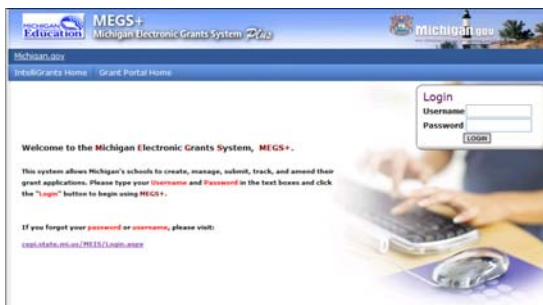 MICHIGAN
Education
MEGS+
Michigan Electronic Grants System Plus
Michigan.gov
Michigan.gov
IntelliGrants Home Grant Portal Home
Login
Username
Password
LOGIN
Welcome to the Michigan Electronic Grants System, MEGS+.
This system allows Michigan's schools to create, manage, submit, track, and amend their
grant applications. Please type your Username and Password in the text boxes and click
the "Login" button to begin using MEGS+.
If you forgot your password or username, please visit:
cepi.state.mi.us/MEIS/Login.aspx